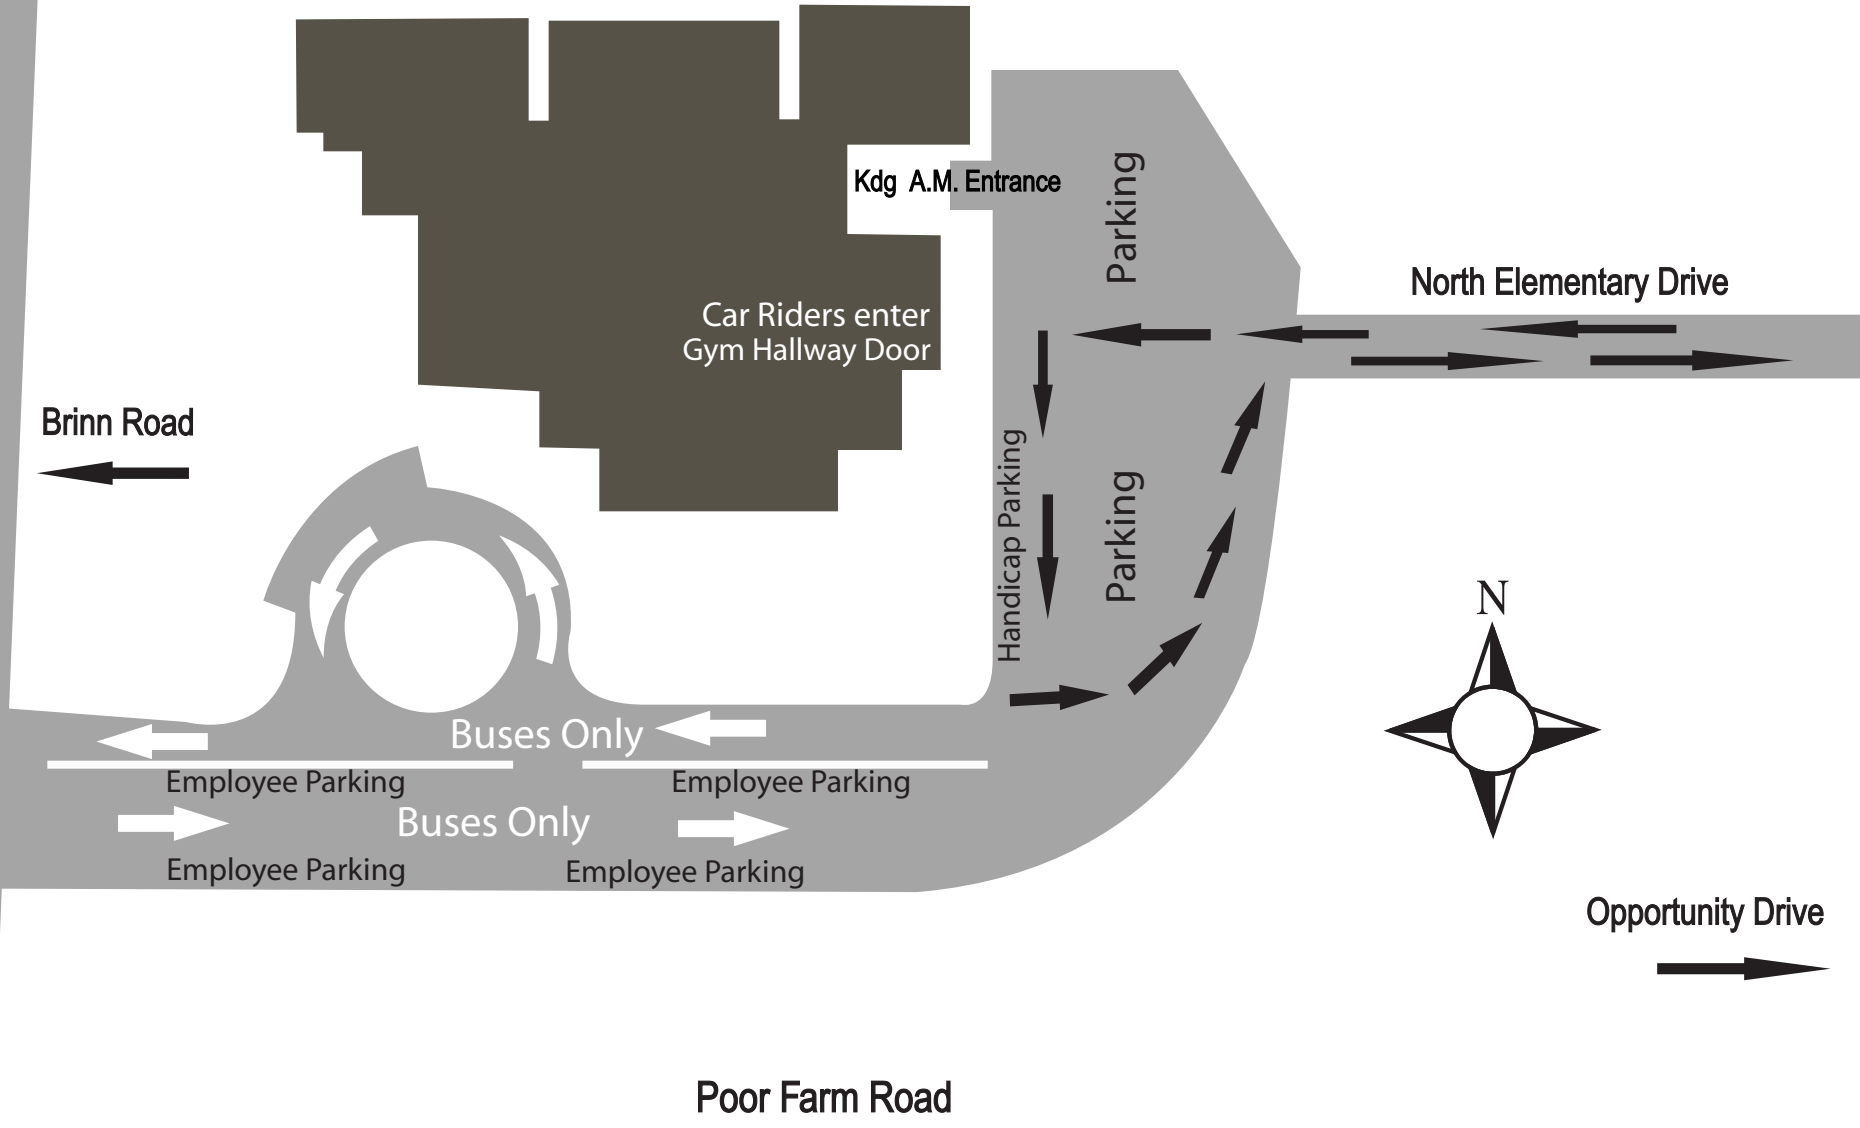 Kdg A.M. Entrance
Parking
North Elementary Drive
Car Riders enter
Gym Hallway Door
Brinn Road
Handicap Parking
Parking
N
Buses Only
Employee Parking
Employee Parking
Buses Only
Employee Parking
Employee Parking
Opportunity Drive
Poor Farm Road